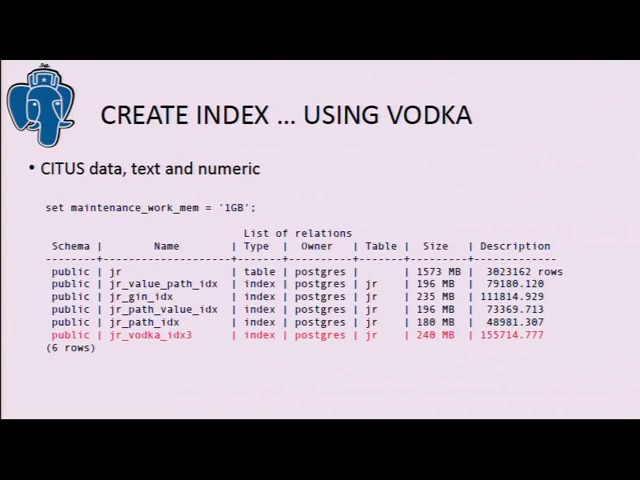 CREATE INDEX ... USING VODKA
• CITUS data, text and numeric
set maintenance_work_mem = '1GB';
List of relations
Schema | Name | Type | Owner | Table | Size | Description
--------+--------------------+-------+----------+-------+---------+-------------
public | jr | table | postgres | | 1573 MB | 3023162 rows
public | jr_value_path_idx | index | postgres | jr | 196 MB | 79180.120
public | jr_gin_idx | index | postgres | jr | 235 MB | 111814.929
public | jr_path_value_idx | index | postgres | jr | 196 MB | 73369.713
public | jr_path_idx | index | postgres | jr | 180 MB | 48981.307
public | jr_vodka_idx3 | index | postgres | jr | 240 MB | 155714.777
(6 rows)